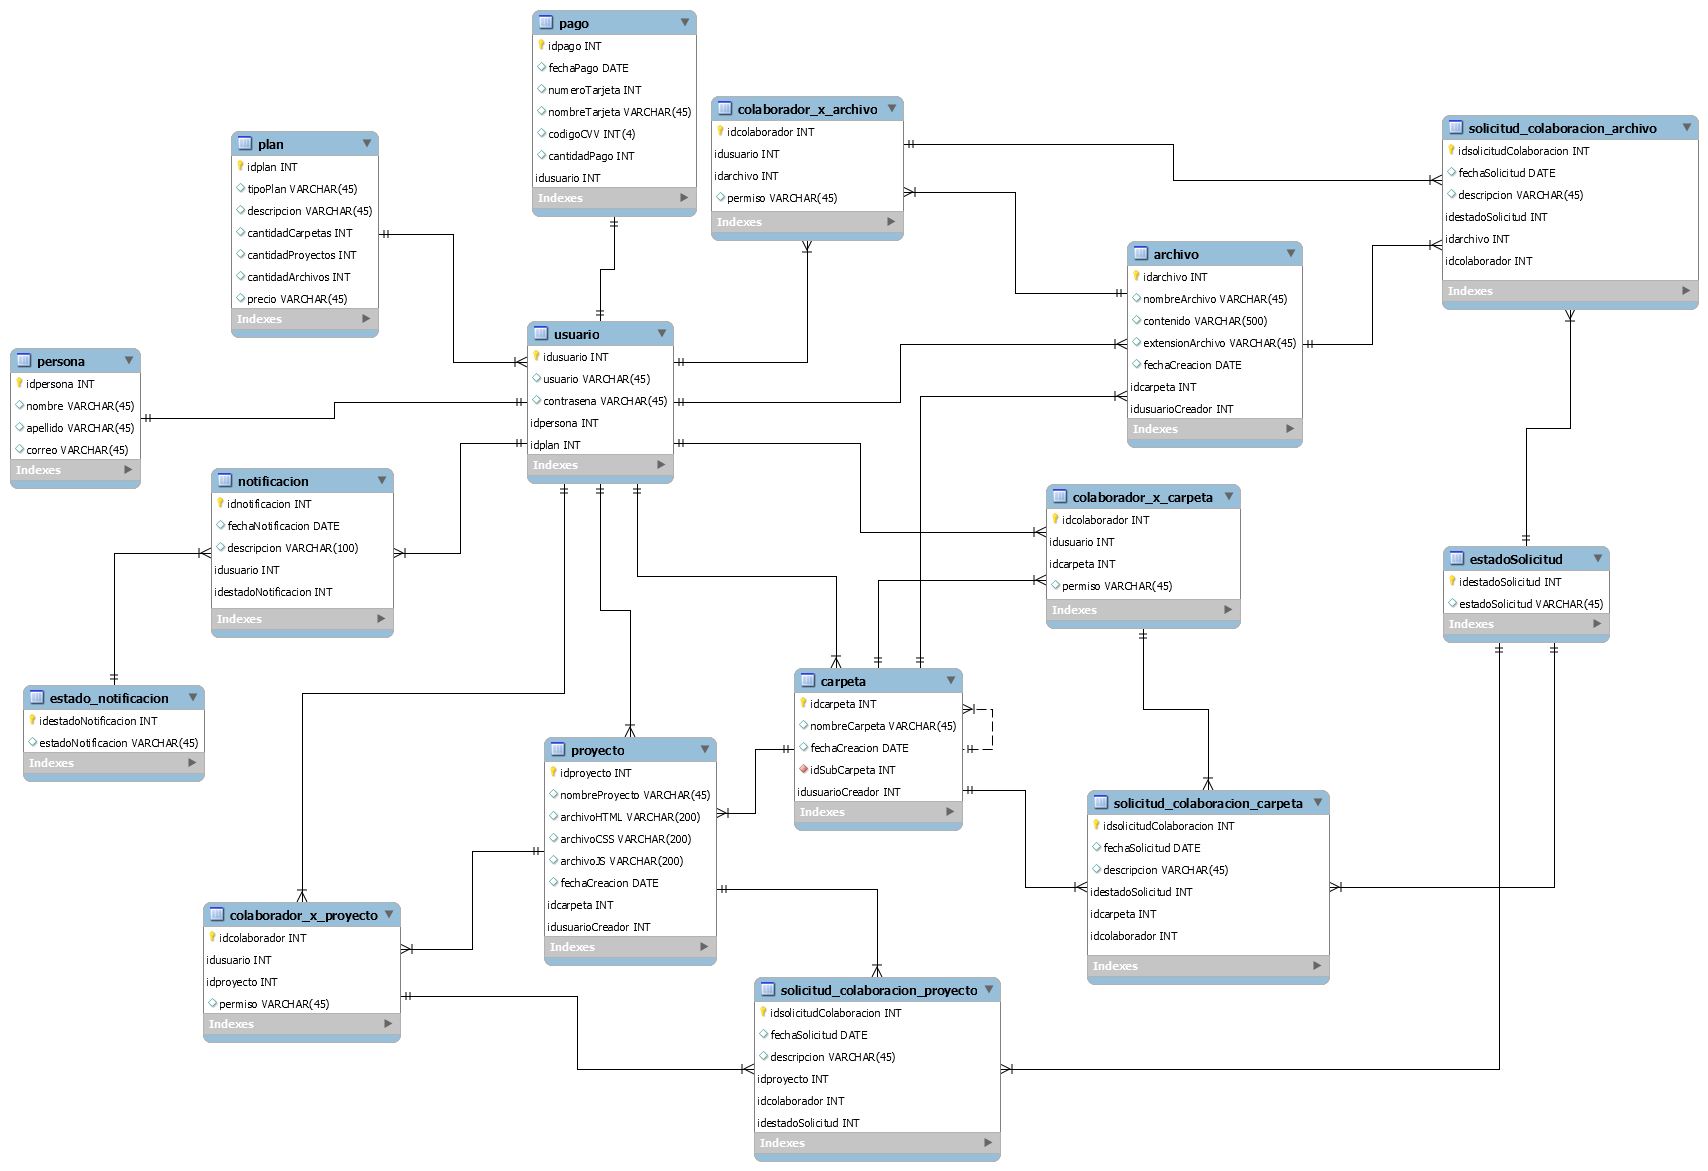 pago
idpago INT
fechaPago DATE
numeroTarjeta INT
nombreTarjeta VARCHAR(45)
codigoCVV INT(4)
cantidadPago INT
idusuario INT
Indexes
colaborador_x_archivo
idcolaborador INT
idusuario INT
idarchivo INT
permiso VARCHAR(45)
Indexes
solicitud_colaboracion_archivo
idsolicitudColaboracion INT
fechaSolicitud DATE
descripcion VARCHAR(45)
idestadoSolicitud INT
idarchivo INT
idcolaborador INT
Indexes
plan
idplan INT
tipoPlan VARCHAR(45)
descripcion VARCHAR(45)
cantidadCarpetas INT
cantidadProyectos INT
cantidadArchivos INT
precio VARCHAR(45)
Indexes
archivo
idarchivo INT
nombreArchivo VARCHAR(45)
contenido VARCHAR(500)
extensionArchivo VARCHAR(45)
fechaCreacion DATE
idcarpeta INT
idusuarioCreador INT
Indexes
usuario
idusuario INT
usuario VARCHAR(45)
contrasena VARCHAR(45)
idpersona INT
idplan INT
Indexes
persona
idpersona INT
nombre VARCHAR(45)
apellido VARCHAR(45)
correo VARCHAR(45)
Indexes
notificacion
idnotificacion INT
fechaNotificacion DATE
descripcion VARCHAR(100)
idusuario INT
idestadoNotificacion INT
Indexes
colaborador_x_carpeta
idcolaborador INT
idusuario INT
idcarpeta INT
permiso VARCHAR(45)
Indexes
estadoSolicitud
idestadoSolicitud INT
estadoSolicitud VARCHAR(45)
Indexes
estado_notificacion
idestadoNotificacion INT
estadoNotificacion VARCHAR(45)
Indexes
carpeta
idcarpeta INT
nombreCarpeta VARCHAR(45)
fechaCreacion DATE
idSubCarpeta INT
idusuarioCreador INT
Indexes
proyecto
idproyecto INT
nombreProyecto VARCHAR(45)
archivoHTML VARCHAR(200)
archivoCSS VARCHAR(200)
archivoJS VARCHAR(200)
fechaCreacion DATE
idcarpeta INT
idusuarioCreador INT
Indexes
solicitud_colaboracion_carpeta
idsolicitudColaboracion INT
fechaSolicitud DATE
descripcion VARCHAR(45)
idestadoSolicitud INT
idcarpeta INT
idcolaborador INT
Indexes
colaborador_x_proyecto
idcolaborador INT
idusuario INT
idproyecto INT
permiso VARCHAR(45)
Indexes
solicitud_colaboracion_proyecto
idsolicitudColaboracion INT
fechaSolicitud DATE
descripcion VARCHAR(45)
idproyecto INT
idcolaborador INT
idestadoSolicitud INT
Indexes